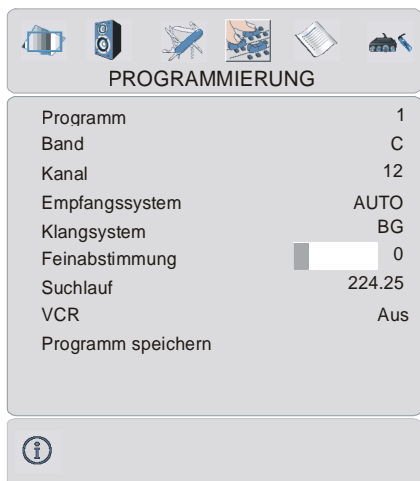 PROGRAMMIERUNG
Programm 1
Band C
Kanal 12
Empfangssystem AUTO
Klangsystem BG
Feinabstimmung 0
Suchlauf 224.25
VCR Aus
Programm speichern